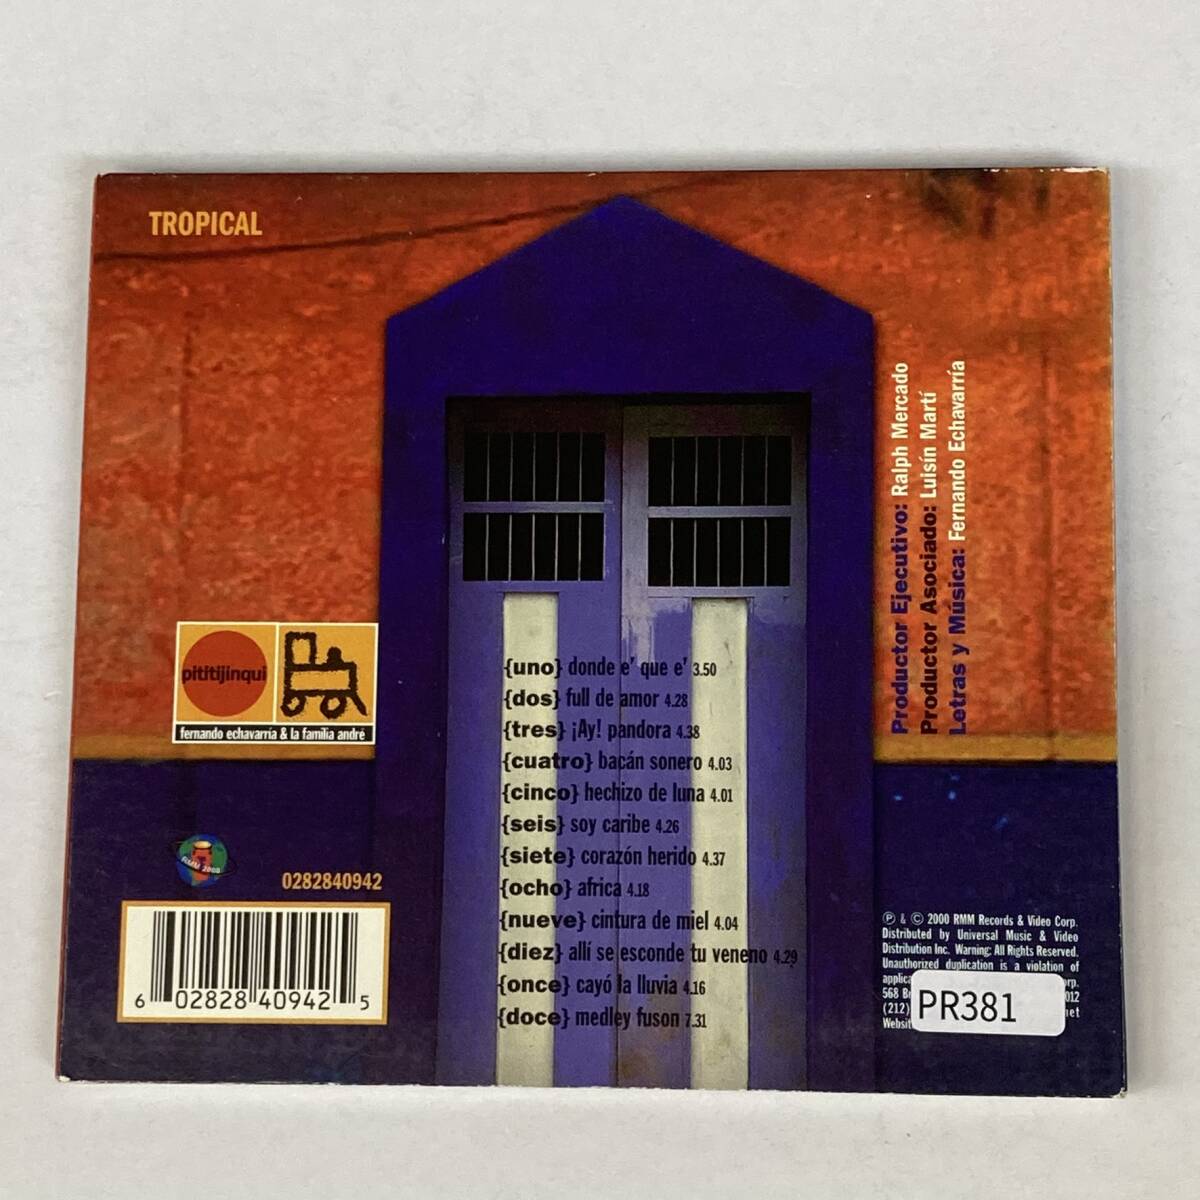 TROPICAL
Productor Ejecutivo: Ralph Mercado
Productor Asociado: Luisín Martí
Letras y Música: Fernando Echavarría
pititijinqui
fernando echavarría & la familia andré
{uno} donde e' que e' 3.50
{dos} full de amor 4.28
{tres} ¡Ay! pandora 4.38
{cuatro} bacán sonero 4.03
{cinco} hechizo de luna 4.01
{seis} soy caribe 4.26
{siete} corazón herido 4.37
{ocho} africa 4.18
{nueve} cintura de miel 4.04
{diez} allí se esconde tu veneno 4.29
{once} cayó la lluvia 4.16
{doce} medley fuson 7.31
RMM 2000
0282840942
6 02828 40942 5
℗ & © 2000 RMM Records & Video Corp.
Distributed by Universal Music & Video
Distribution Inc. Warning: All Rights Reserved.
Unauthorized duplication is a violation of
568
(212)
PR381